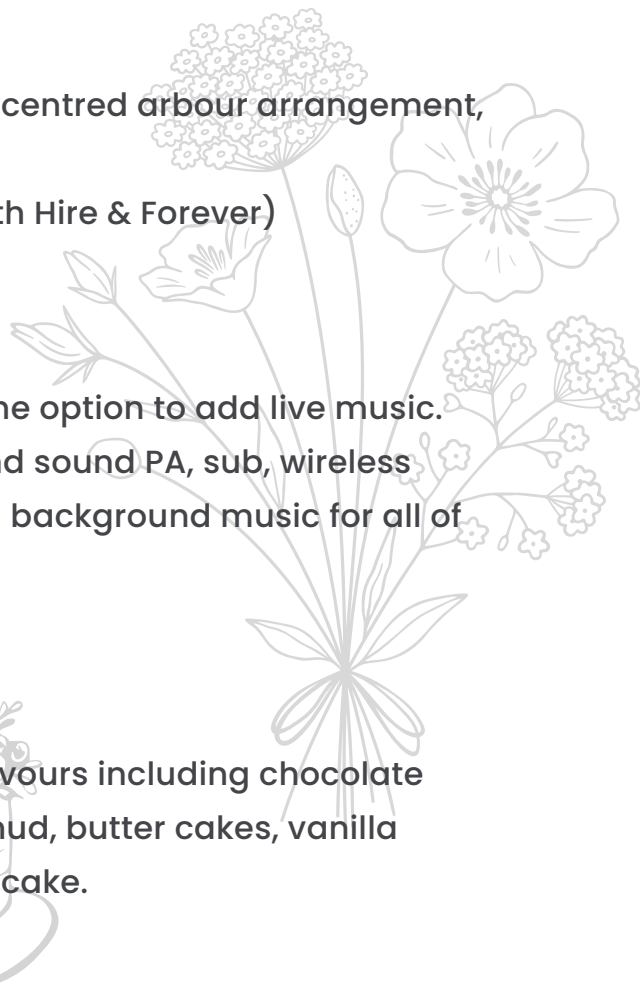 centred arbour arrangement,
th Hire & Forever)
he option to add live music.
nd sound PA, sub, wireless
background music for all of
vours including chocolate
nud, butter cakes, vanilla
cake.